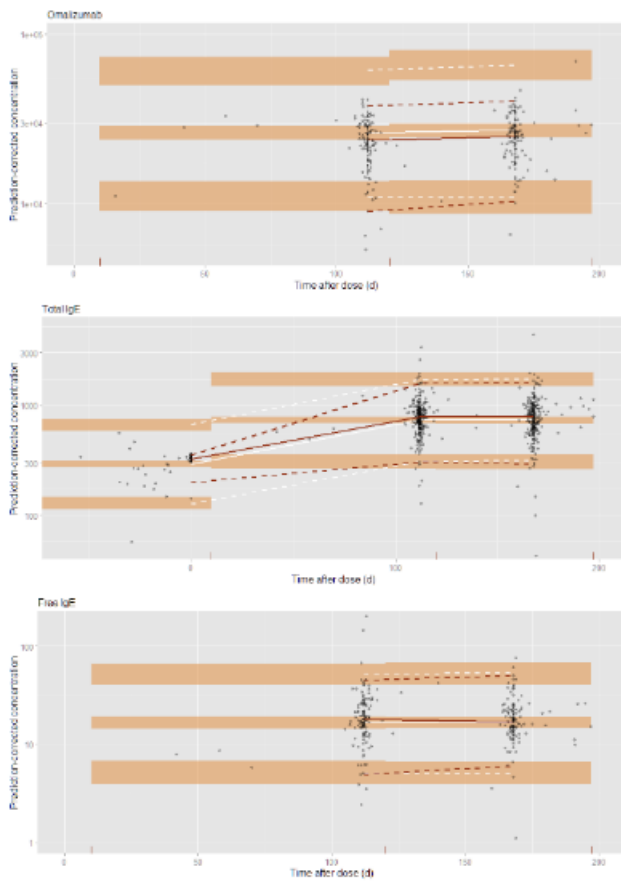 Omalizumab
1e+05
3e+04
1e+04
Prediction-corrected concentration
0
50
100
150
200
Time after dose (d)
Total IgE
3000
1000
300
100
Prediction-corrected concentration
0
100
200
Time after dose (d)
Free IgE
100
10
1
Prediction-corrected concentration
0
50
100
150
200
Time after dose (d)